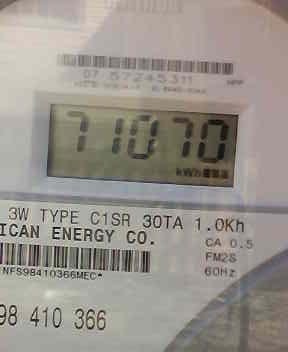 07 57245311
71070
kWh
3W TYPE C1SR 30TA 1.0Kh
ICAN ENERGY CO.
CA 0.5
FM2S
60Hz
*NFS98410366MEC*
98 410 366